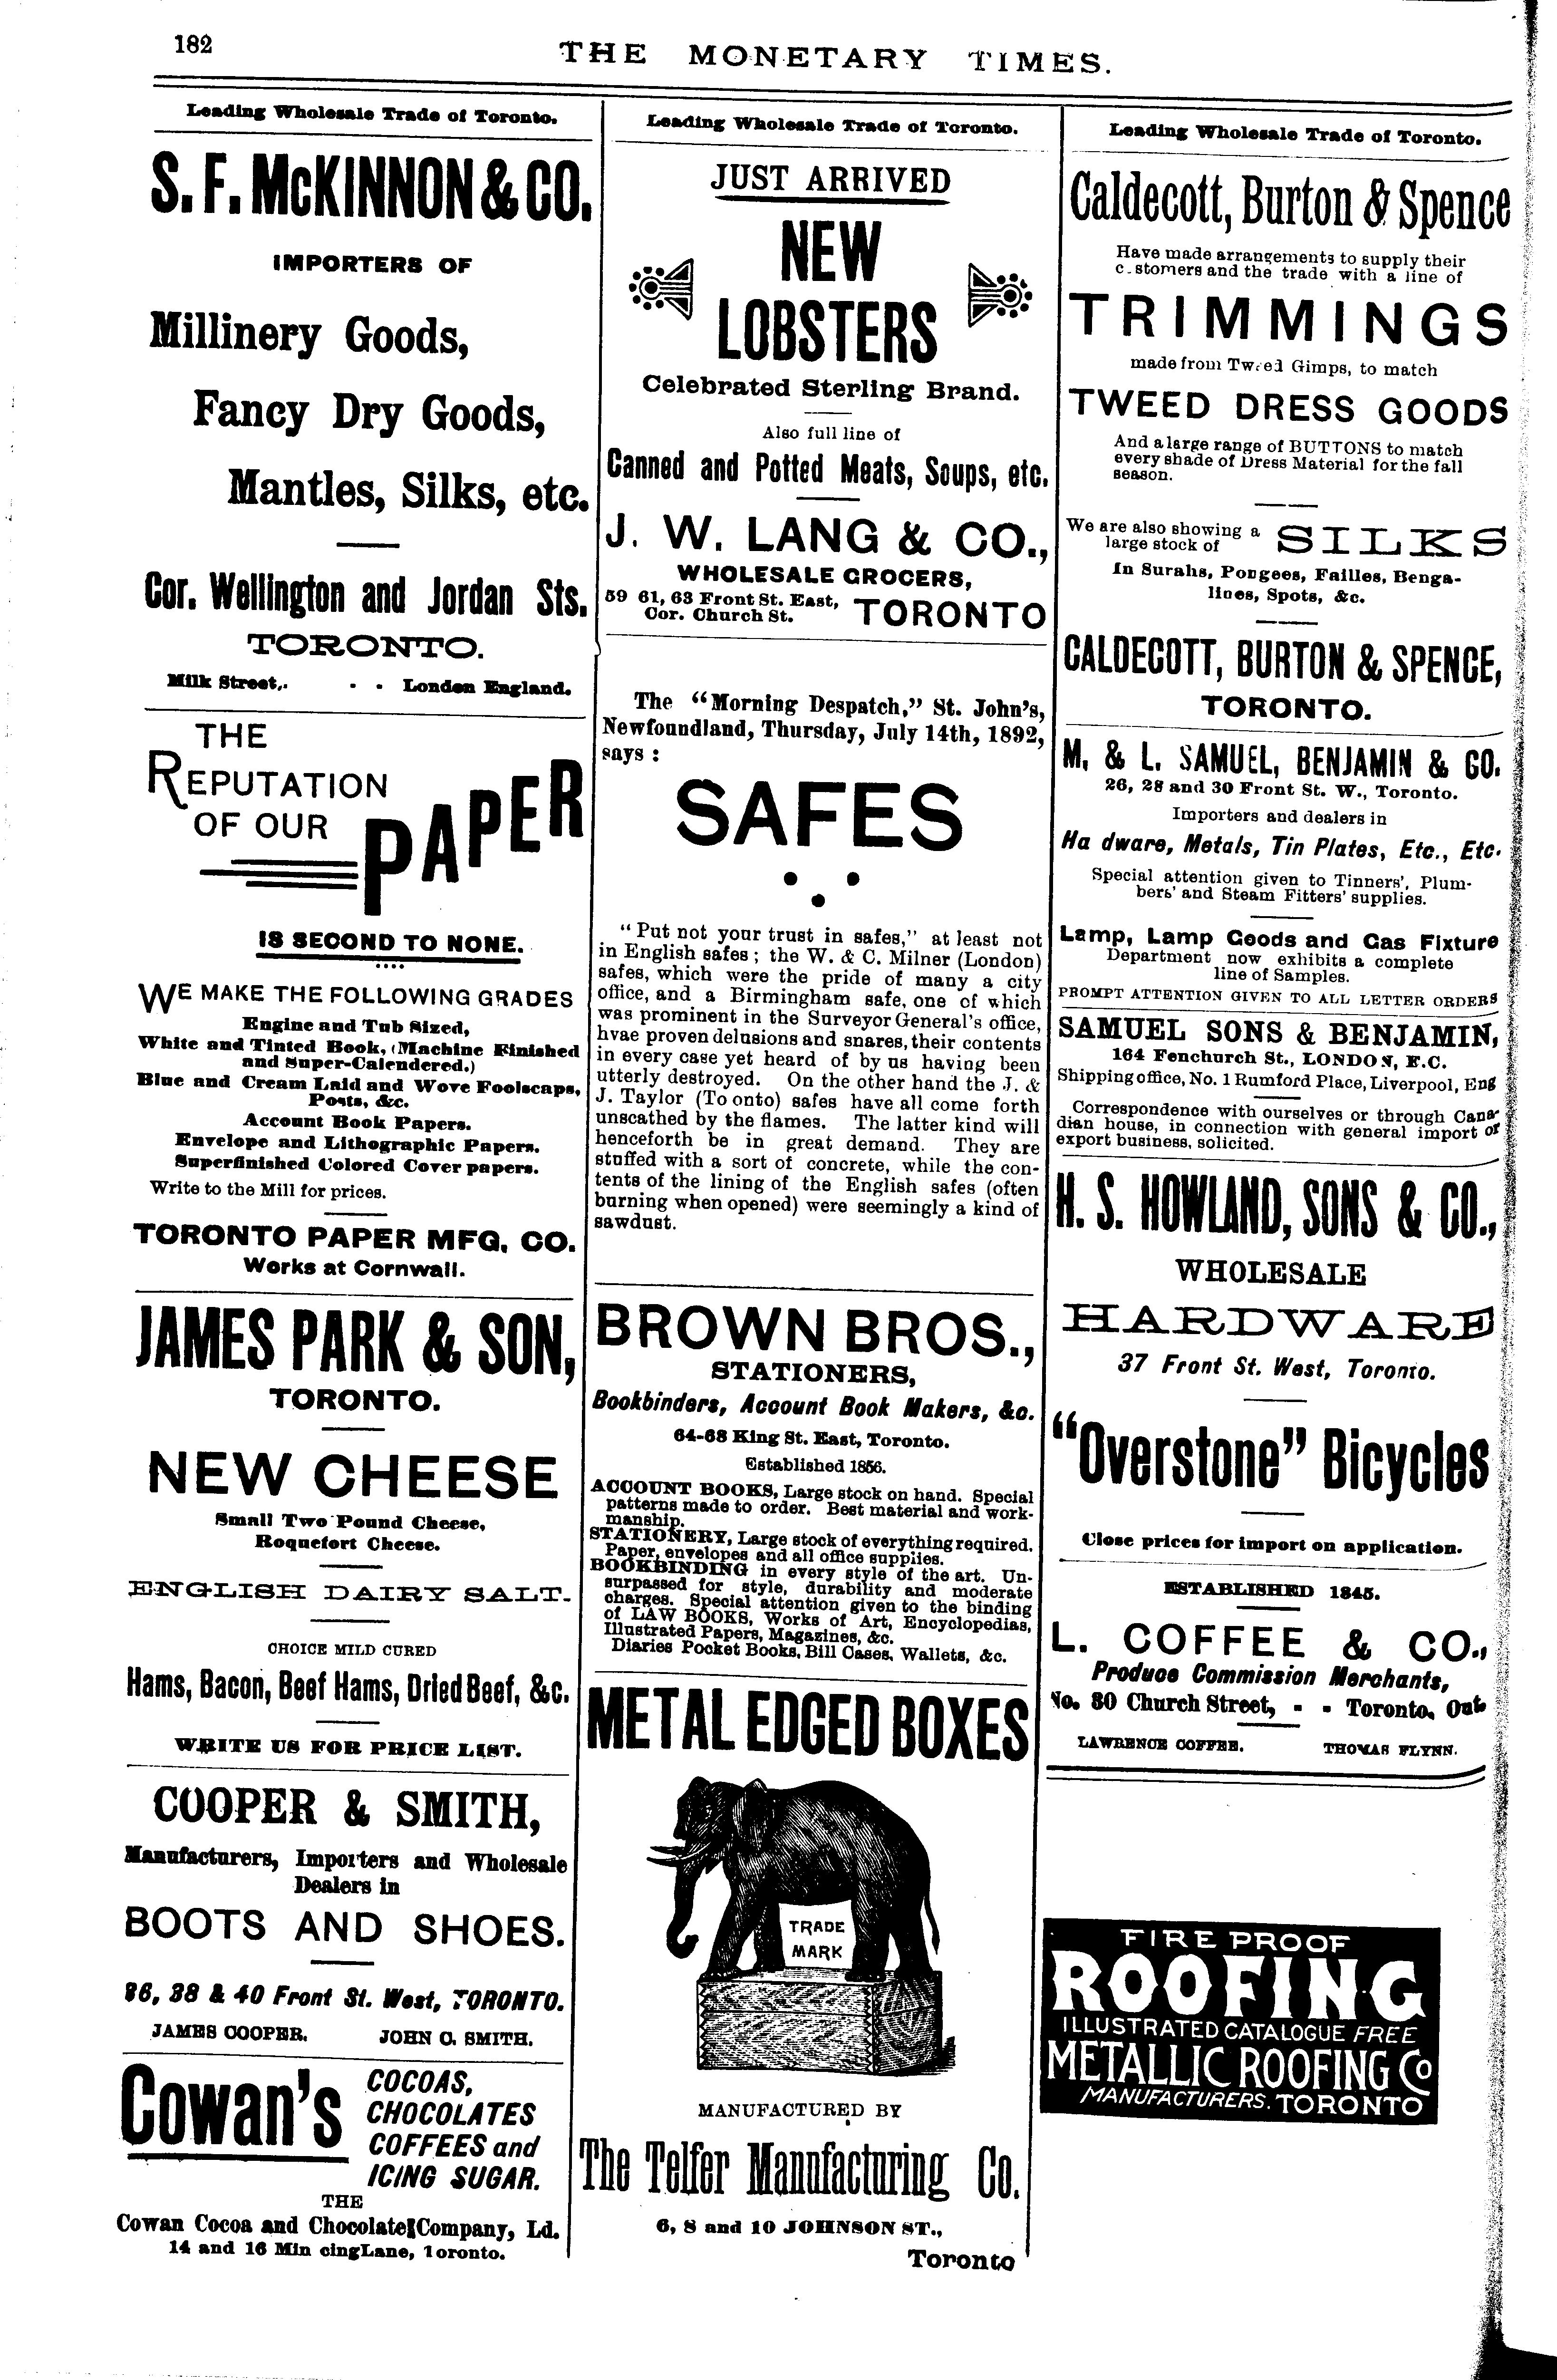 182
THE MONETARY TIMES.
Leading Wholesale Trade of Toronto.
S. F. McKINNON & CO.
IMPORTERS OF
Millinery Goods,
Fancy Dry Goods,
Mantles, Silks, etc.
Cor. Wellington and Jordan Sts.
TORONTO.
Milk Street,. - - London England.
THE
REPUTATION
OF OUR
PAPER
IS SECOND TO NONE.
WE MAKE THE FOLLOWING GRADES
Engine and Tub Sized,
White and Tinted Book, (Machine Finished
and Super-Calendered.)
Blue and Cream Laid and Wove Foolscaps,
Posts, &c.
Account Book Papers.
Envelope and Lithographic Papers.
Superfinished Colored Cover papers.
Write to the Mill for prices.
TORONTO PAPER MFG. CO.
Works at Cornwall.
JAMES PARK & SON,
TORONTO.
NEW CHEESE
Small Two Pound Cheese,
Roquefort Cheese.
ENGLISH DAIRY SALT.
CHOICE MILD CURED
Hams, Bacon, Beef Hams, Dried Beef, &c.
WRITE US FOR PRICE LIST.
COOPER & SMITH,
Manufacturers, Importers and Wholesale
Dealers in
BOOTS AND SHOES.
36, 38 & 40 Front St. West, TORONTO.
JAMES COOPER. JOHN C. SMITH.
Cowan's
COCOAS,
CHOCOLATES
COFFEES and
ICING SUGAR.
THE
Cowan Cocoa and Chocolate Company, Ld.
14 and 16 Min cingLane, Toronto.
Leading Wholesale Trade of Toronto.
JUST ARRIVED
NEW
LOBSTERS
Celebrated Sterling Brand.
Also full line of
Canned and Potted Meats, Soups, etc.
J. W. LANG & CO.,
WHOLESALE GROCERS,
59 61, 63 Front St. East,
Cor. Church St.
TORONTO
The "Morning Despatch," St. John's,
Newfoundland, Thursday, July 14th, 1892,
says :
SAFES
"Put not your trust in safes," at least not
in English safes ; the W. & C. Milner (London)
safes, which were the pride of many a city
office, and a Birmingham safe, one of which
was prominent in the Surveyor General's office,
hvae proven delusions and snares, their contents
in every case yet heard of by us having been
utterly destroyed. On the other hand the J. &
J. Taylor (To onto) safes have all come forth
unscathed by the flames. The latter kind will
henceforth be in great demand. They are
stuffed with a sort of concrete, while the con-
tents of the lining of the English safes (often
burning when opened) were seemingly a kind of
sawdust.
BROWN BROS.,
STATIONERS,
Bookbinders, Account Book Makers, &c.
64-68 King St. East, Toronto.
Established 1856.
ACCOUNT BOOKS, Large stock on hand. Special
patterns made to order. Best material and work-
manship.
STATIONERY, Large stock of everything required.
Paper, envelopes and all office supplies.
BOOKBINDING in every style of the art. Un-
surpassed for style, durability and moderate
charges. Special attention given to the binding
of LAW BOOKS, Works of Art, Encyclopedias,
Illustrated Papers, Magazines, &c.
Diaries Pocket Books, Bill Cases, Wallets, &c.
METAL EDGED BOXES
TRADE
MARK
MANUFACTURED BY
The Telfer Manufacturing Co.
6, 8 and 10 JOHNSON ST.,
Toronto
Leading Wholesale Trade of Toronto.
Caldecott, Burton & Spence
Have made arrangements to supply their
c.stomers and the trade with a line of
TRIMMINGS
made from Tweed Gimps, to match
TWEED DRESS GOODS
And a large range of BUTTONS to match
every shade of Dress Material for the fall
season.
We are also showing a
large stock of
SILKS
In Surahs, Pongees, Failles, Benga-
lines, Spots, &c.
CALDECOTT, BURTON & SPENCE,
TORONTO.
M. & L. SAMUEL, BENJAMIN & CO.
26, 28 and 30 Front St. W., Toronto.
Importers and dealers in
Ha dware, Metals, Tin Plates, Etc., Etc.
Special attention given to Tinners', Plum-
bers' and Steam Fitters' supplies.
Lamp, Lamp Goods and Gas Fixture
Department now exhibits a complete
line of Samples.
PROMPT ATTENTION GIVEN TO ALL LETTER ORDERS
SAMUEL SONS & BENJAMIN,
164 Fenchurch St., LONDON, E.C.
Shipping office, No. 1 Rumford Place, Liverpool, Eng
Correspondence with ourselves or through Cana-
dian house, in connection with general import or
export business, solicited.
H. S. HOWLAND, SONS & CO.,
WHOLESALE
HARDWARE
37 Front St. West, Toronto.
"Overstone" Bicycles
Close prices for import on application.
ESTABLISHED 1845.
L. COFFEE & CO.,
Produce Commission Merchants,
No. 30 Church Street, - - Toronto, Ont
LAWRENCE COFFEE. THOMAS FLYNN.
FIRE PROOF
ROOFING
ILLUSTRATED CATALOGUE FREE
METALLIC ROOFING Co
MANUFACTURERS. TORONTO